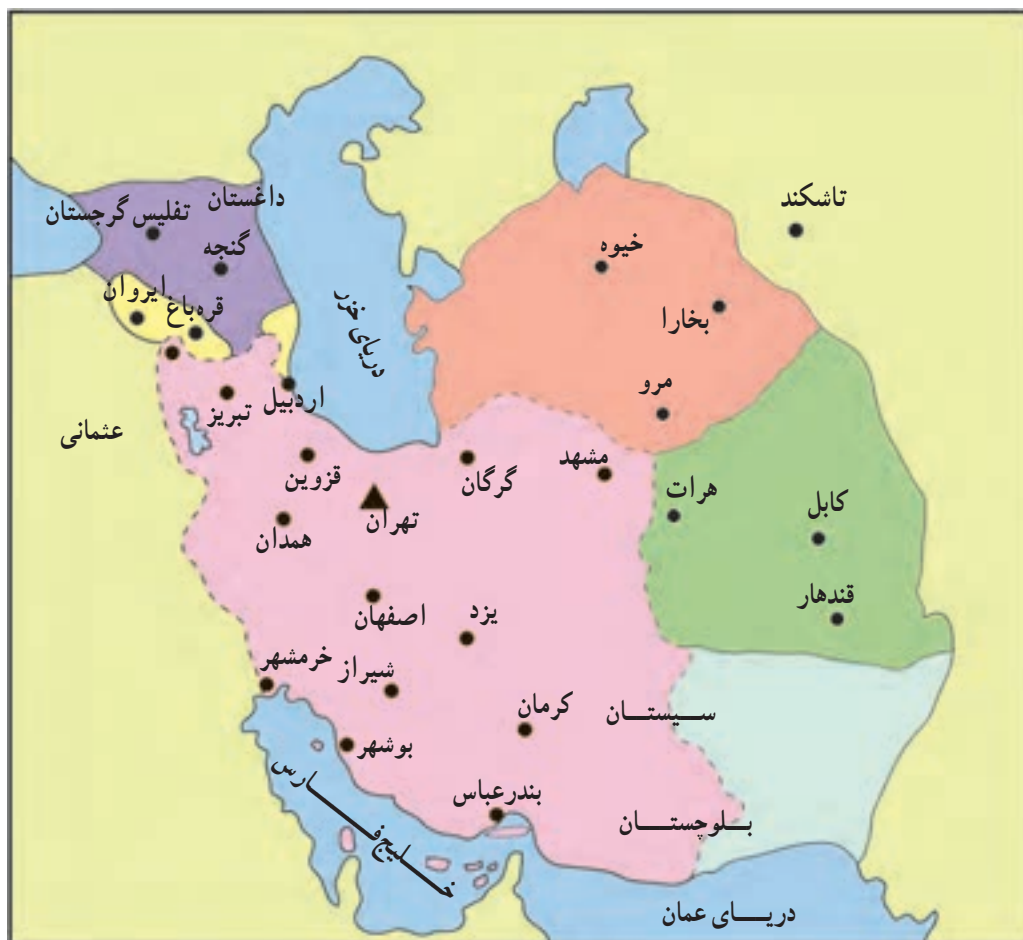 داغستان
تفلیس گرجستان
گنجه
ایروان
قره‌باغ
تاشکند
خیوه
بخارا
مرو
دریای خزر
عثمانی
تبریز
اردبیل
قزوین
گرگان
مشهد
هرات
کابل
تهران
همدان
قندهار
اصفهان
یزد
خرمشهر
شیراز
کرمان
سیستان
بوشهر
بندرعباس
بلوچستان
خلیج فارس
دریای عمان